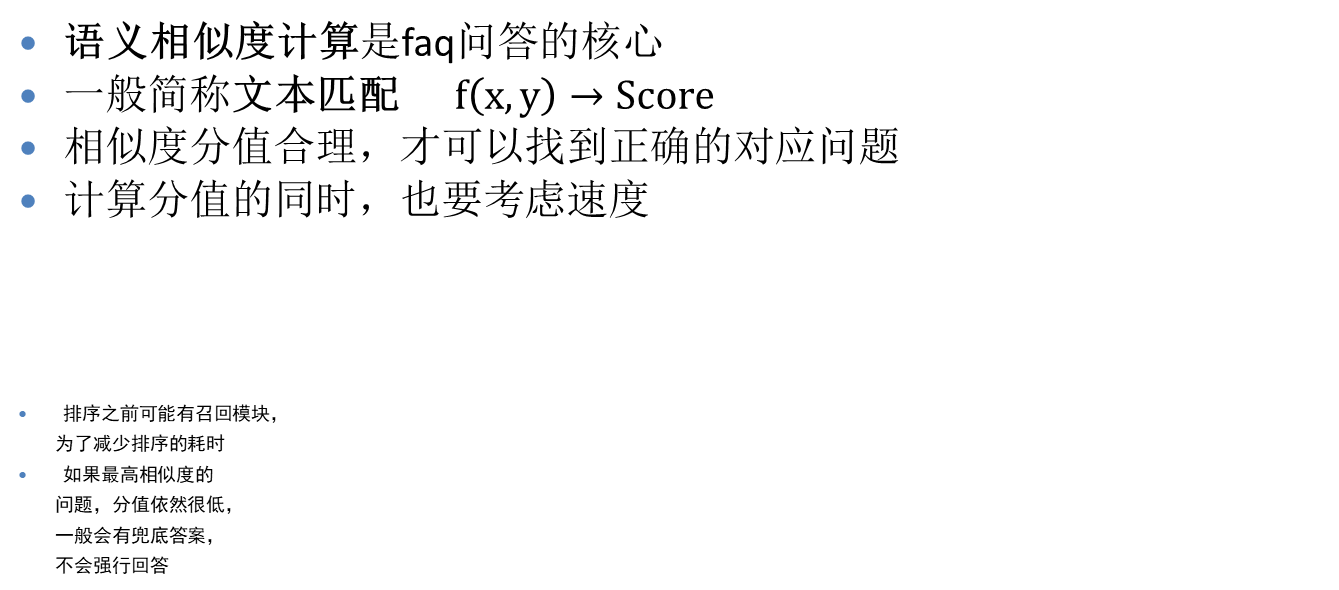 • 语义相似度计算是faq问答的核心
• 一般简称文本匹配 f(x, y) → Score
• 相似度分值合理，才可以找到正确的对应问题
• 计算分值的同时，也要考虑速度
• 排序之前可能有召回模块，
为了减少排序的耗时
• 如果最高相似度的
问题，分值依然很低，
一般会有兜底答案，
不会强行回答